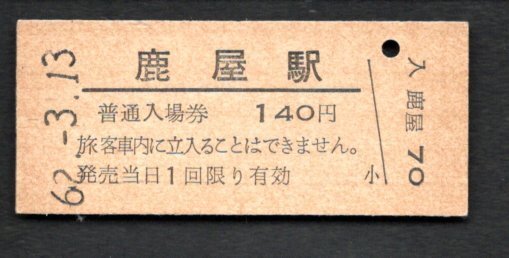 鹿屋駅
普通入場券 140円
旅客車内に立入ることはできません。
発売当日1回限り有効
小
62.-3.13
入 鹿屋 70